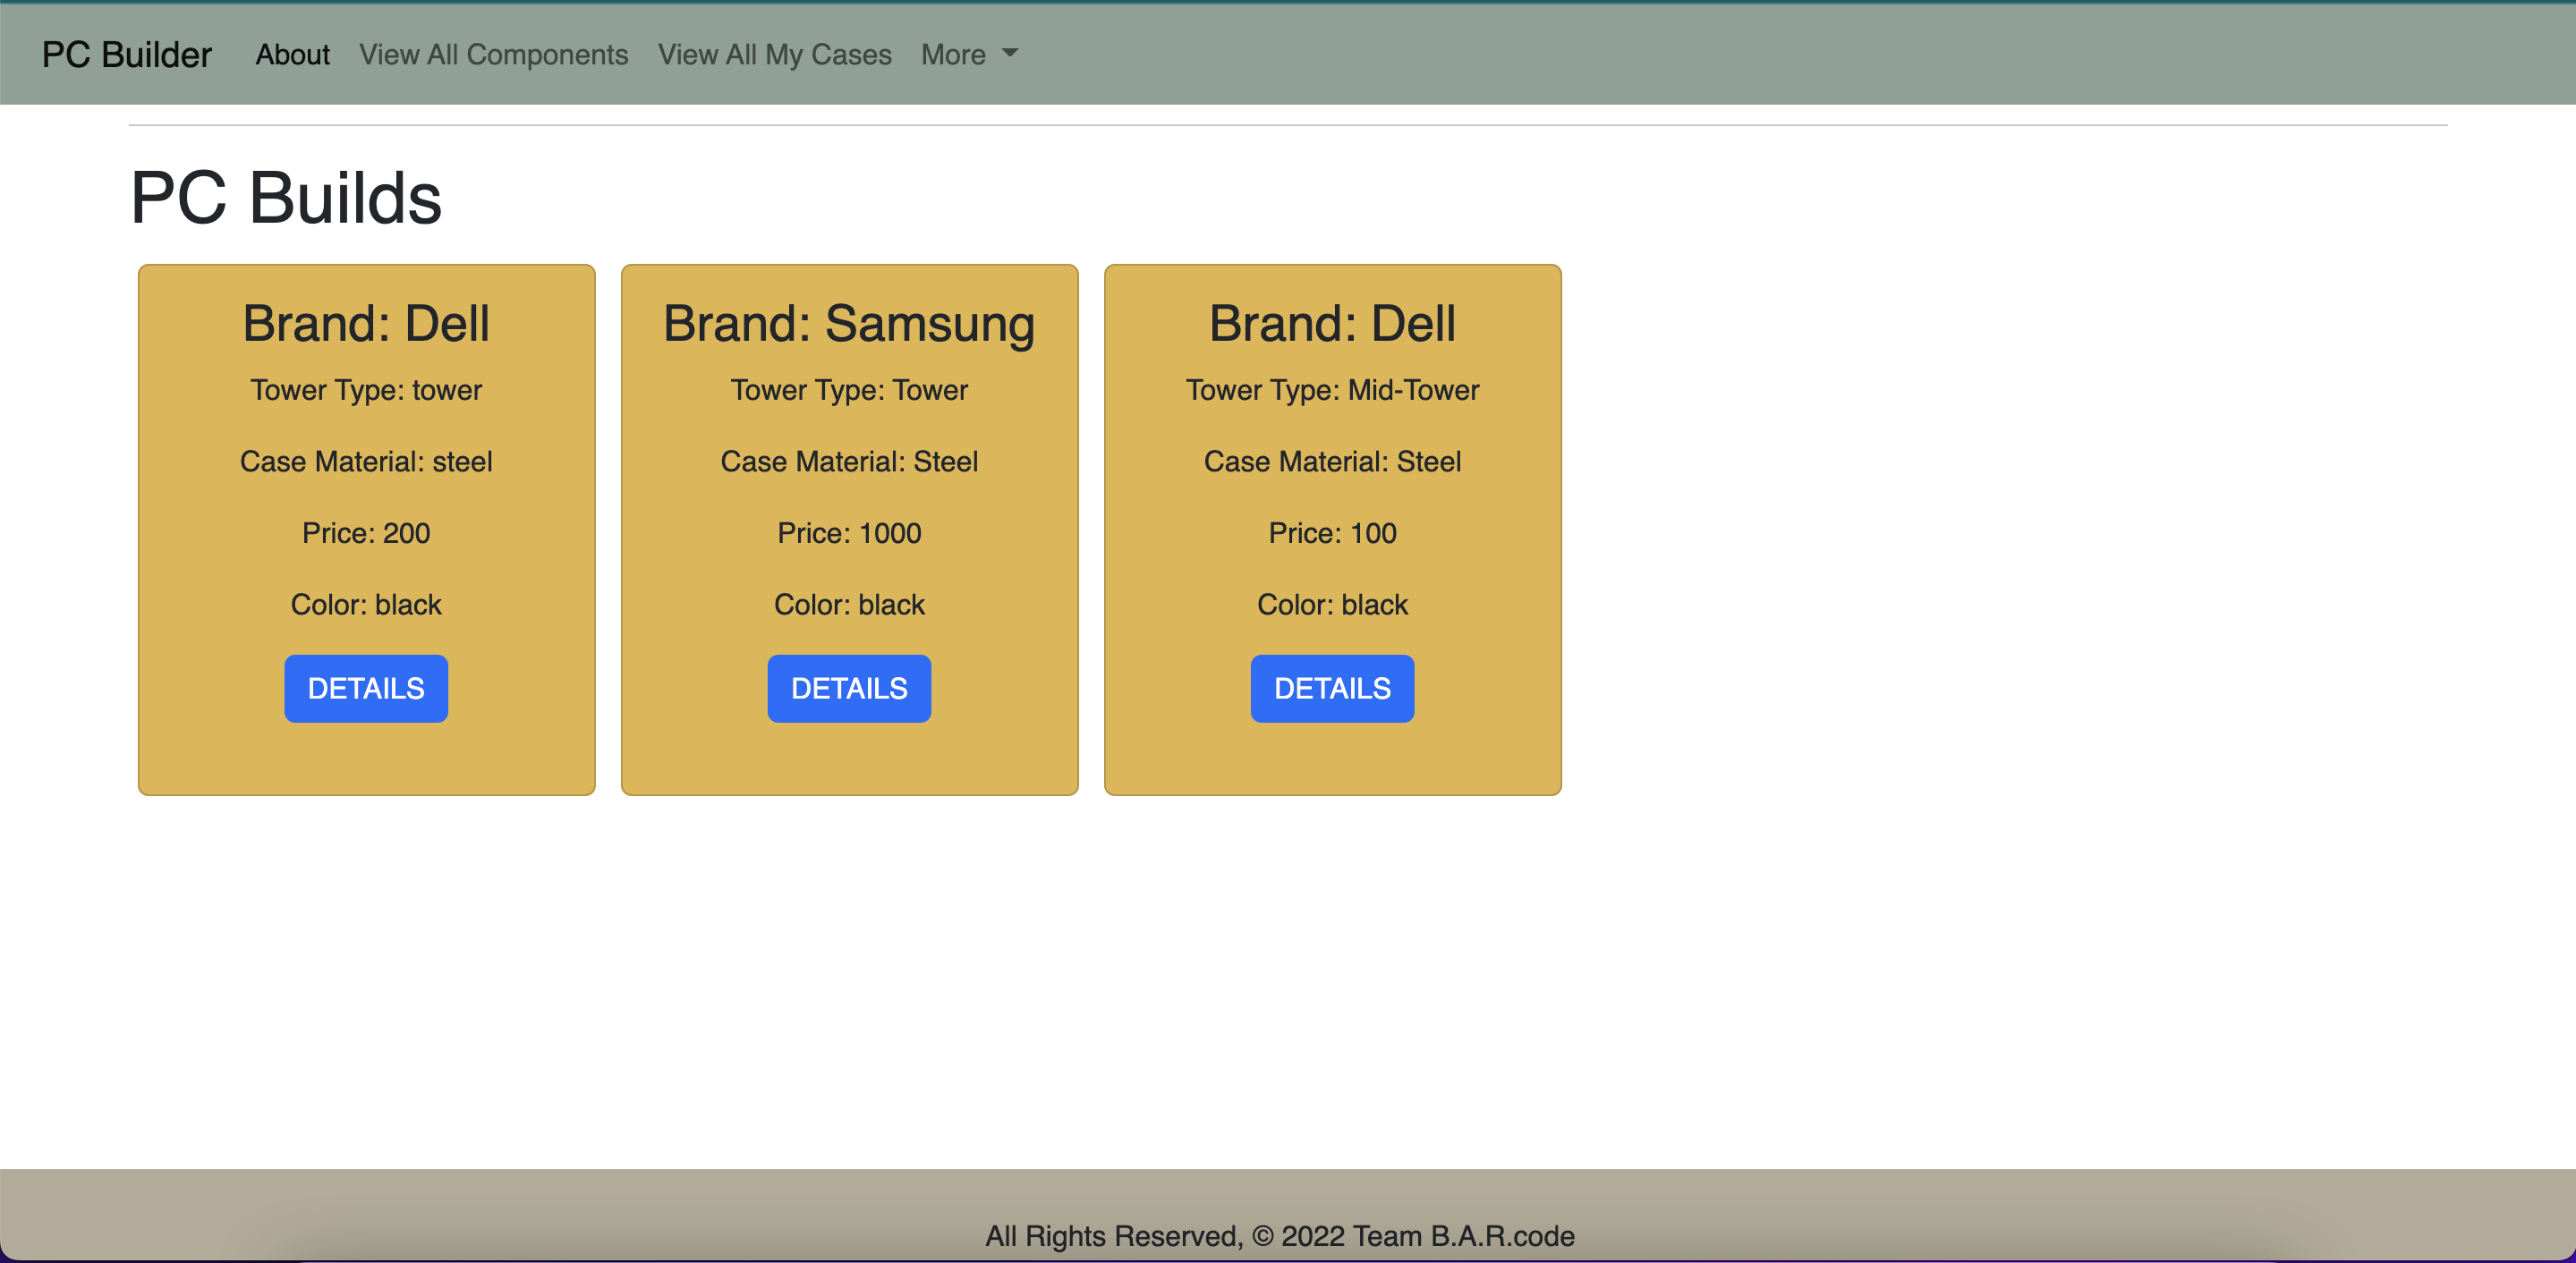 PC Builder About View All Components View All My Cases More
PC Builds
Brand: Dell
Tower Type: tower
Case Material: steel
Price: 200
Color: black
DETAILS
Brand: Samsung
Tower Type: Tower
Case Material: Steel
Price: 1000
Color: black
DETAILS
Brand: Dell
Tower Type: Mid-Tower
Case Material: Steel
Price: 100
Color: black
DETAILS
All Rights Reserved, © 2022 Team B.A.R.code